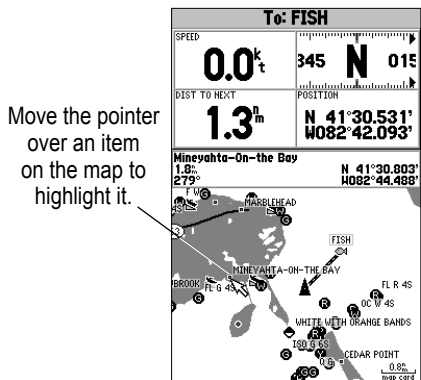 To: FISH
SPEED
0.0kt
345 N 015
DIST TO NEXT
1.3nm
POSITION
N 41°30.531'
W082°42.093'
Move the pointer
over an item
on the map to
highlight it.
Mineyahta-On-the Bay
1.8nm
279°
N 41°30.803'
W082°44.488'
F W
G
4S
W
G
MARBLEHEAD
3
FISH
MINEYAHTA-ON-THE BAY
BROOK
FL G 4S
G
G
FL R 4S
R
R
OC W 4S
WHITE WITH ORANGE BANDS
ISO G 6S
R
G
Y
R
Q G
CEDAR POINT
G G
0.8nm
map card